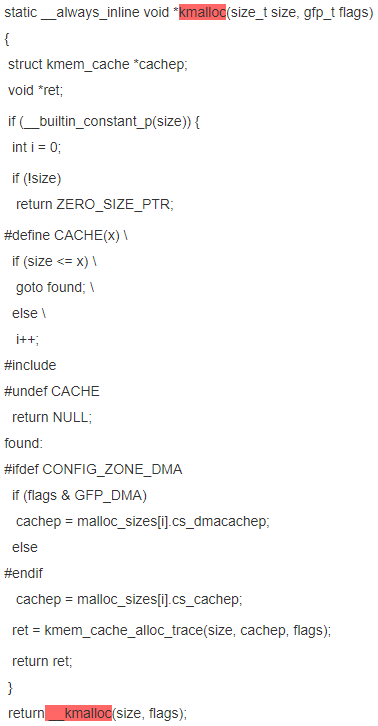 static __always_inline void *kmalloc(size_t size, gfp_t flags)
{
struct kmem_cache *cachep;
void *ret;
if (__builtin_constant_p(size)) {
int i = 0;
if (!size)
return ZERO_SIZE_PTR;
#define CACHE(x) \
if (size <= x) \
goto found; \
else \
i++;
#include
#undef CACHE
return NULL;
found:
#ifdef CONFIG_ZONE_DMA
if (flags & GFP_DMA)
cachep = malloc_sizes[i].cs_dmacachep;
else
#endif
cachep = malloc_sizes[i].cs_cachep;
ret = kmem_cache_alloc_trace(size, cachep, flags);
return ret;
}
return __kmalloc(size, flags);